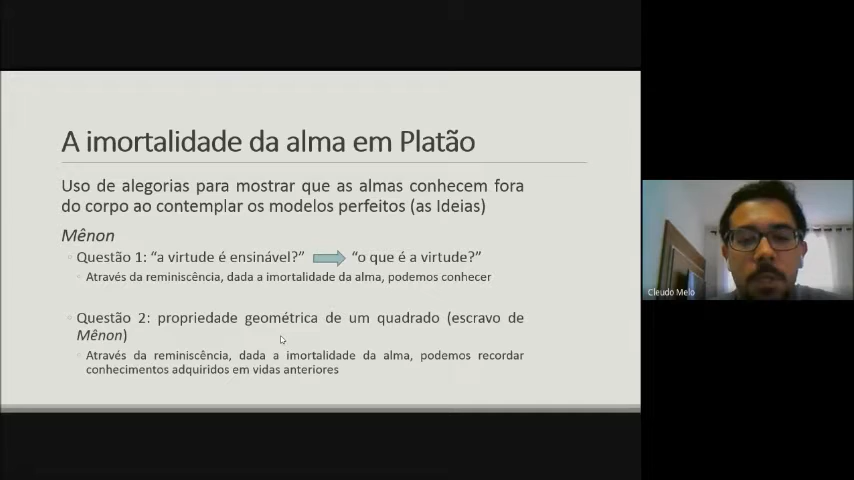 A imortalidade da alma em Platão
Uso de alegorias para mostrar que as almas conhecem fora
do corpo ao contemplar os modelos perfeitos (as Ideias)
Mênon
Questão 1: “a virtude é ensinável?” “o que é a virtude?”
Através da reminiscência, dada a imortalidade da alma, podemos conhecer
Questão 2: propriedade geométrica de um quadrado (escravo de
Mênon)
Através da reminiscência, dada a imortalidade da alma, podemos recordar
conhecimentos adquiridos em vidas anteriores
Cleudo Melo